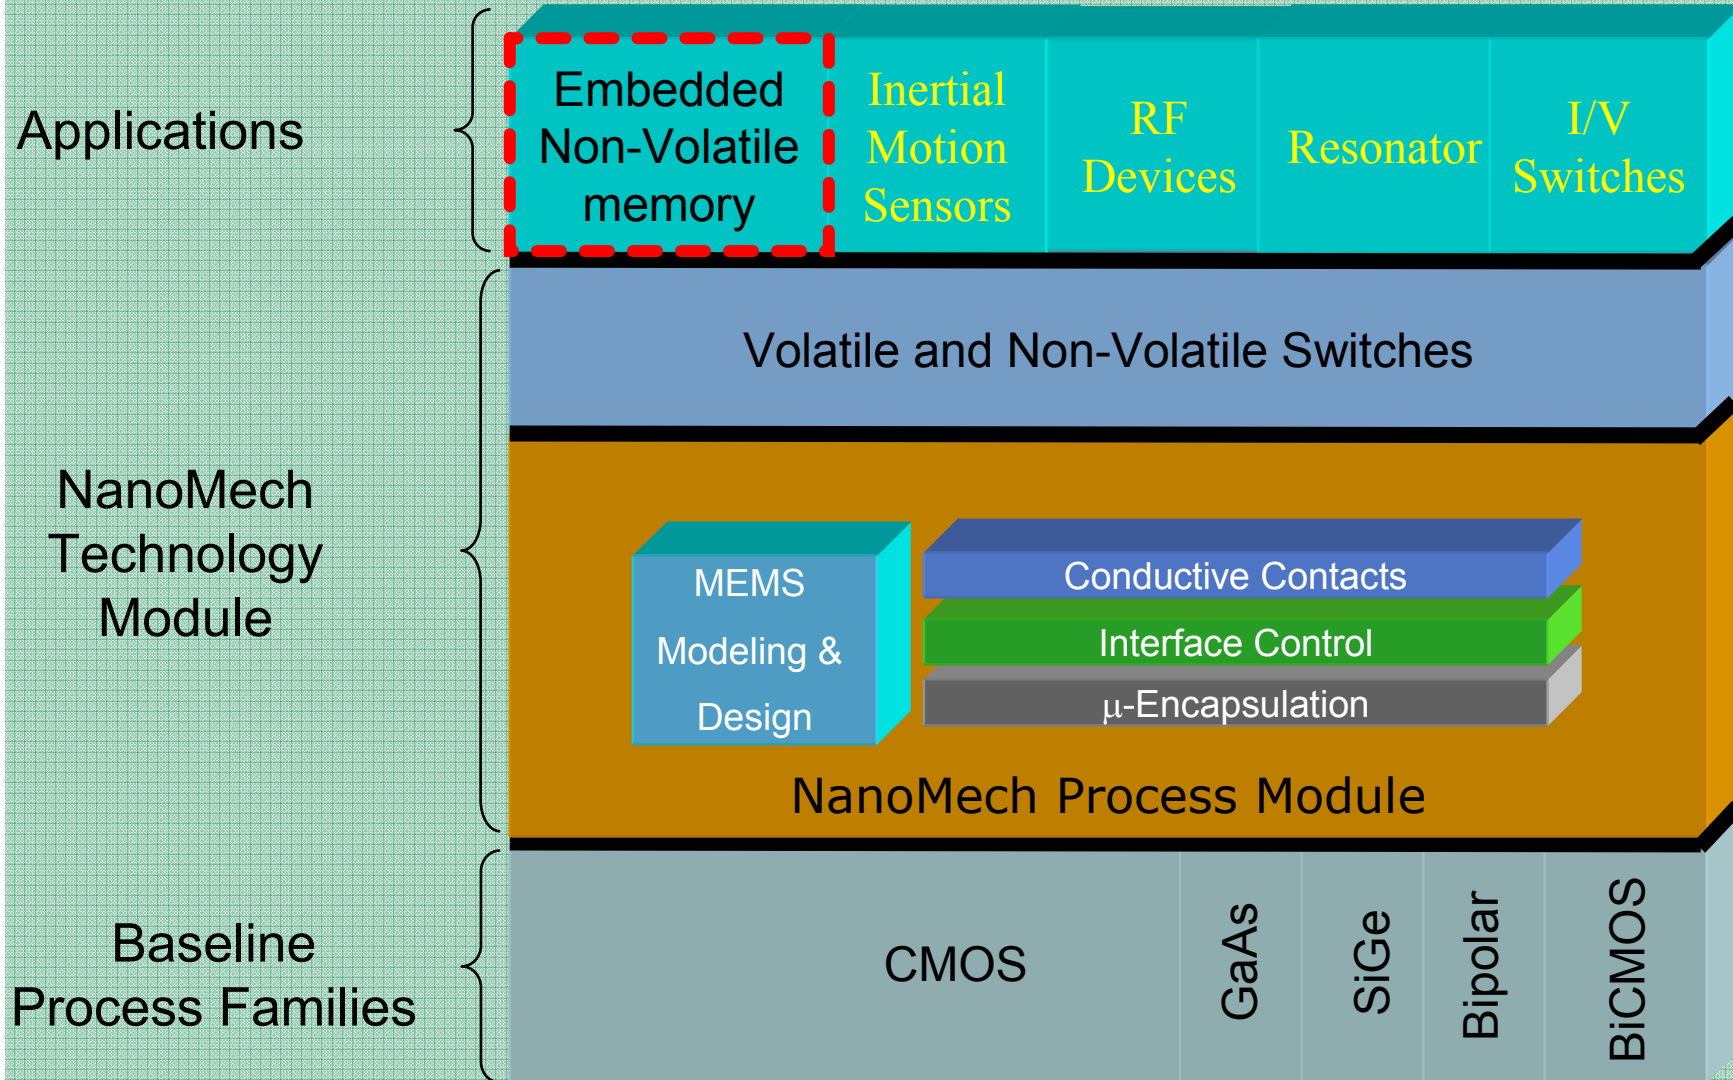 Applications
Embedded
Non-Volatile
memory
Inertial
Motion
Sensors
RF
Devices
Resonator
I/V
Switches
NanoMech
Technology
Module
Volatile and Non-Volatile Switches
MEMS
Modeling &
Design
Conductive Contacts
Interface Control
μ-Encapsulation
NanoMech Process Module
Baseline
Process Families
CMOS
GaAs
SiGe
Bipolar
BiCMOS